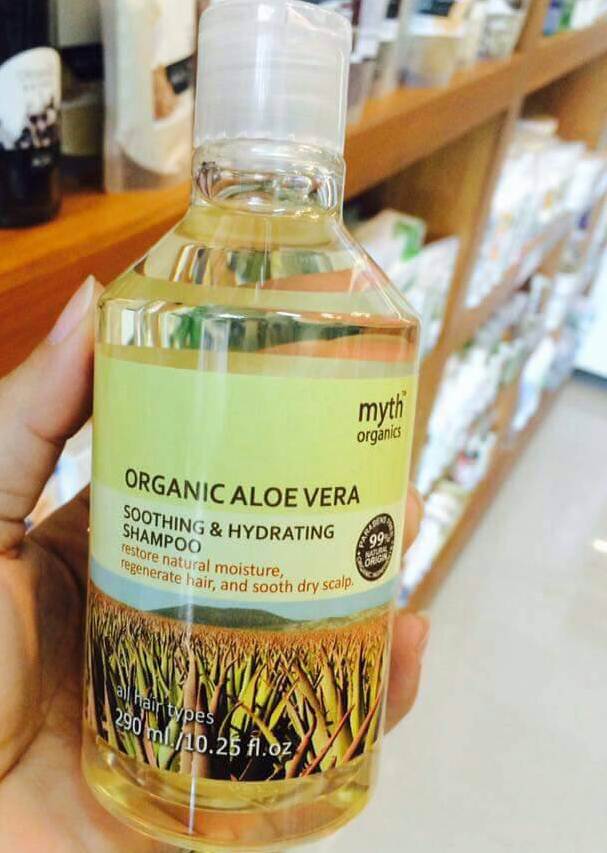 myth™
organics
ORGANIC ALOE VERA
SOOTHING & HYDRATING
SHAMPOO
restore natural moisture,
regenerate hair, and sooth dry scalp.
99%
NATURAL
ORIGIN
all hair types
290 ml./10.25 fl.oz